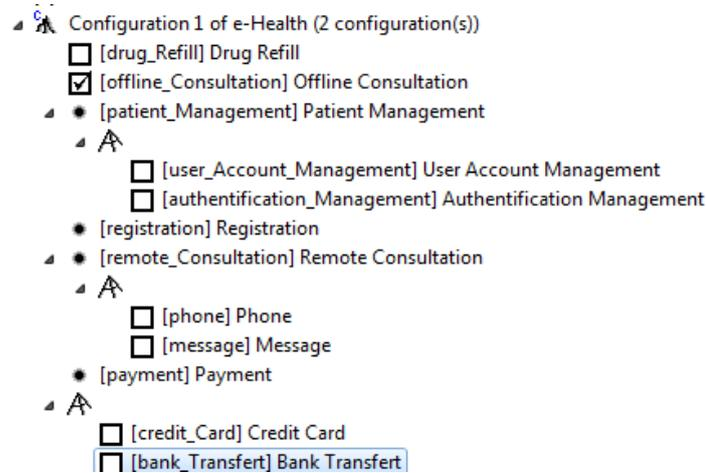 Configuration 1 of e-Health (2 configuration(s))
[drug_Refill] Drug Refill
[offline_Consultation] Offline Consultation
[patient_Management] Patient Management
[user_Account_Management] User Account Management
[authentification_Management] Authentification Management
[registration] Registration
[remote_Consultation] Remote Consultation
[phone] Phone
[message] Message
[payment] Payment
[credit_Card] Credit Card
[bank_Transfert] Bank Transfert